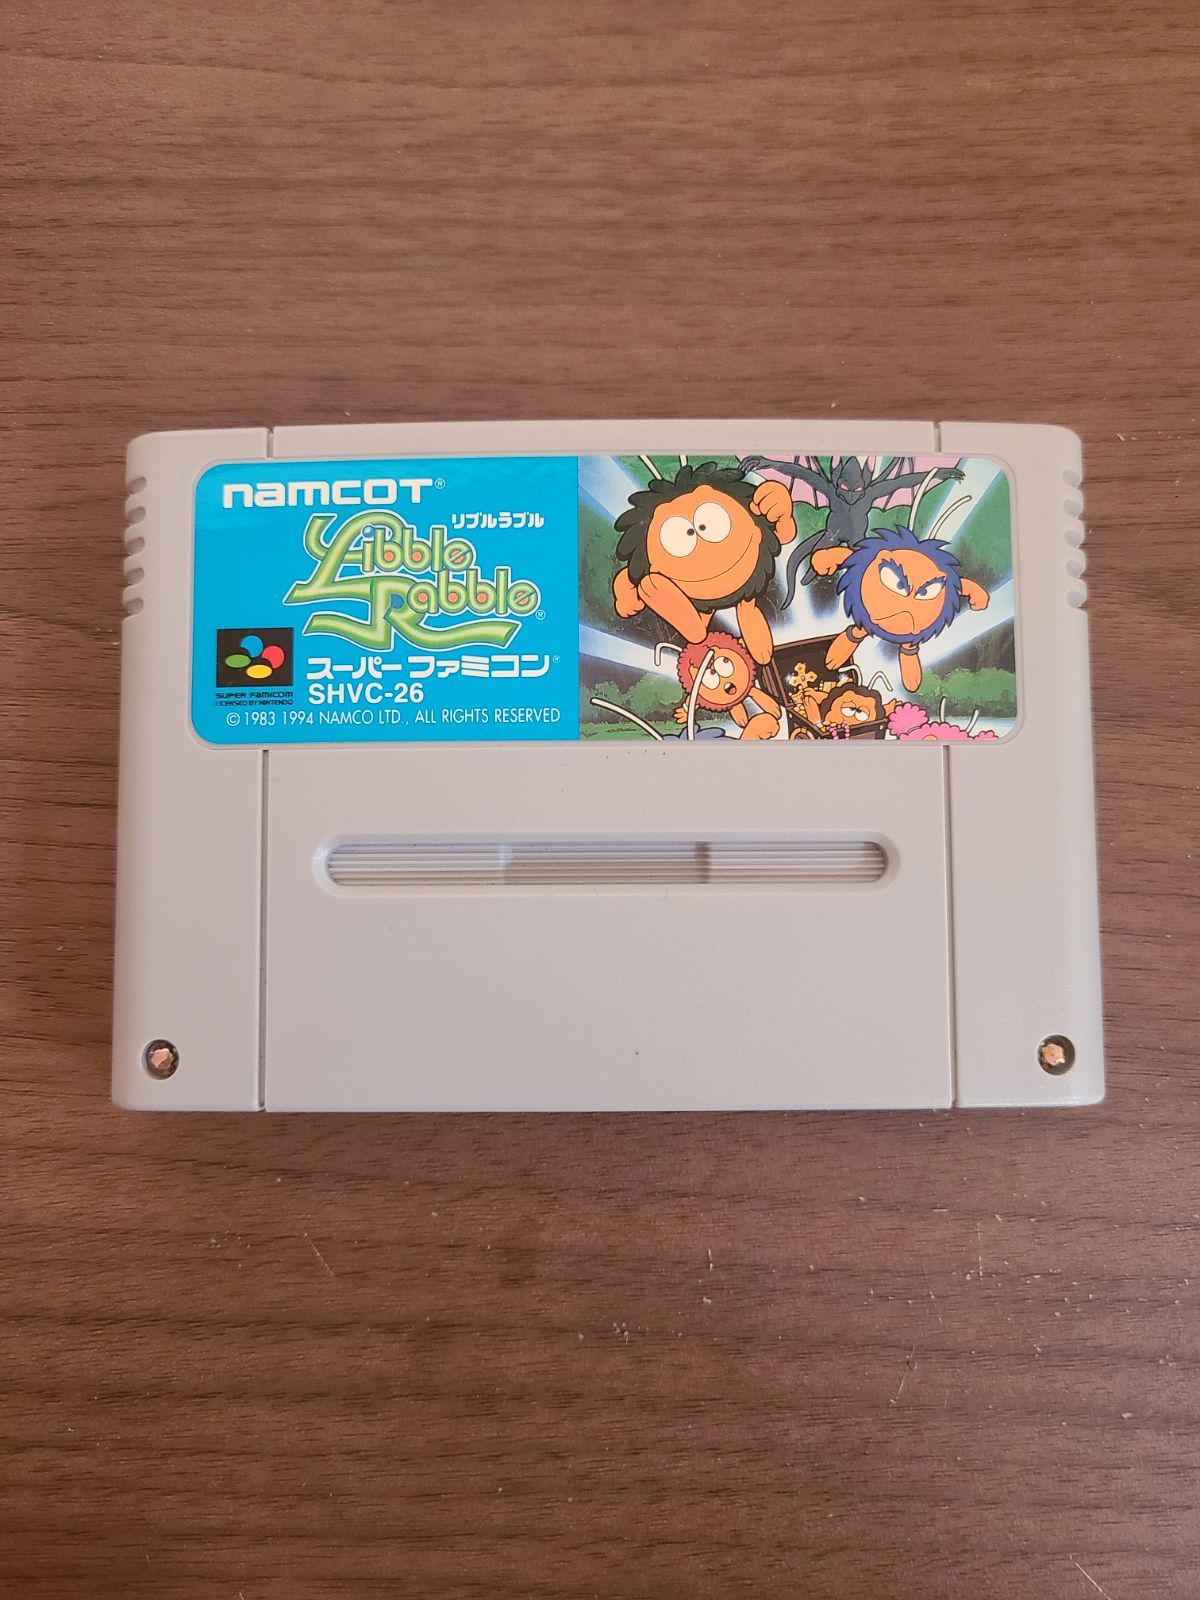 namcot®
リブルラブル
Libble
Rabble®
スーパーファミコン®
SHVC-26
SUPER FAMICOM
LICENSED BY NINTENDO
© 1983 1994 NAMCO LTD., ALL RIGHTS RESERVED